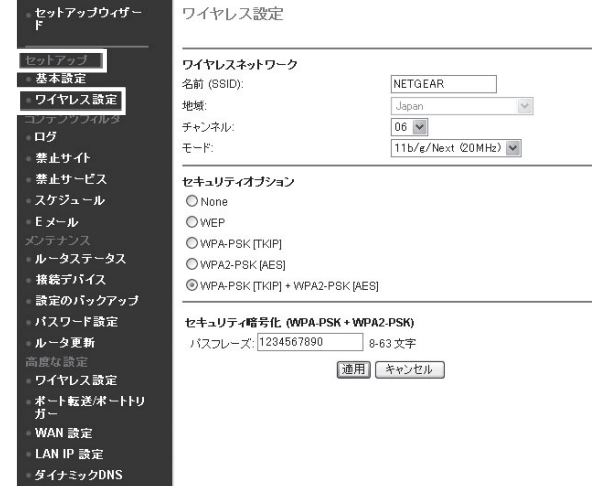 セットアップウィザー
ド
セットアップ
基本設定
ワイヤレス設定
コンテンツフィルタ
ログ
禁止サイト
禁止サービス
スケジュール
Eメール
メンテナンス
ルータステータス
接続デバイス
設定のバックアップ
パスワード設定
ルータ更新
高度な設定
ワイヤレス設定
ポート転送/ポートトリ
ガー
WAN 設定
LAN IP 設定
ダイナミックDNS
ワイヤレス設定
ワイヤレスネットワーク
名前 (SSID): NETGEAR
地域: Japan
チャンネル: 06
モード: 11b/g/Next (20MHz)
セキュリティオプション
None
WEP
WPA-PSK [TKIP]
WPA2-PSK [AES]
WPA-PSK [TKIP] + WPA2-PSK [AES]
セキュリティ暗号化 (WPA-PSK + WPA2-PSK)
パスフレーズ: 1234567890 8-63 文字
適用 キャンセル